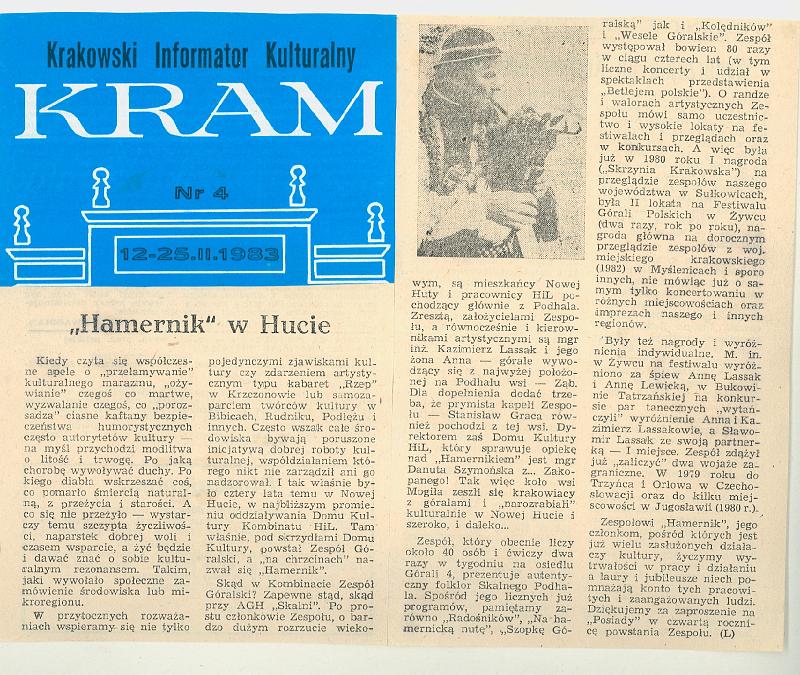 Krakowski Informator Kulturalny
KRAM
Nr 4
12-25.II.1983
„Hamernik" w Hucie
Kiedy czyta się współczes-
ne apele o „przełamywanie"
kulturalnego marazmu, „oży-
wianie" czegoś co martwe,
wyzwalanie czegoś, co „poroz-
sadza" ciasne kaftany bezpie-
czeństwa humorystycznych
często autorytetów kultury —
na myśl przychodzi modlitwa
o litość i trwogę. Po jaką
chorobę wywoływać duchy. Po
kiego diabła wskrzeszać coś,
co pomarło śmiercią natural-
ną, z przeżycia i starości. A
co się nie przeżyło — wystar-
czy temu szczypta życzliwoś-
ci, naparstek dobrej woli i
czasem wsparcie, a żyć będzie
i dawać znać o sobie kultu-
ralnym rezonansem. Takim,
jaki wywołało społeczne za-
mówienie środowiska lub mi-
kroregionu.
W przytocznych rozważa-
niach wspieramy się nie tylko
pojedynczymi zjawiskami kul-
tury czy zdarzeniem artysty-
cznym typu kabaret „Rzep"
w Krzczonowie lub samoza-
parciem twórców kultury w
Bibicach, Rudniku, Podłężu i
innych. Często wszak całe śro-
dowiska bywają poruszone
inicjatywą dobrej roboty kul-
turalnej, współdziałaniem któ-
rego nikt nie zarządził ani go
nadzorował. I tak właśnie by-
ło cztery lata temu w Nowej
Hucie, w najbliższym promie-
niu oddziaływania Domu Kul-
tury Kombinatu HiL. Tam
właśnie, pod skrzydłami Domu
Kultury, powstał Zespół Gó-
ralski, a „na chrzcinach" na-
zwał się „Hamernik".
Skąd w Kombinacie Zespół
Góralski? Zapewne stąd, skąd
przy AGH „Skalni". Po pro-
stu członkowie Zespołu, o bar-
dzo dużym rozrzucie wieko-
wym, są mieszkańcy Nowej
Huty i pracownicy HiL po-
chodzący głównie z Podhala.
Zresztą, założycielami Zespo-
łu, a równocześnie i kierow-
nikami artystycznymi są mgr
inż. Kazimierz Lassak i jego
żona Anna — górale wywo-
dzący się z najwyżej położo-
nej na Podhalu wsi — Ząb.
Dla dopełnienia dodać trze-
ba, że prymista kapeli Zespo-
łu — Stanisław Graca rów-
nież pochodzi z tej wsi. Dy-
rektorem zaś Domu Kultury
HiL, który sprawuje opiekę
nad „Hamernikiem" jest mgr
Danuta Szymońska z... Zako-
panego! Tak więc koło wsi
Mogiła zeszli się krakowiacy
z góralami i „narozrabiali"
kulturalnie w Nowej Hucie i
szeroko, i daleko...
Zespół, który obecnie liczy
około 40 osób i ćwiczy dwa
razy w tygodniu na osiedlu
Górali 4, prezentuje autenty-
czny folklor Skalnego Podha-
la. Spośród jego licznych już
programów, pamiętamy za-
równo „Radośników", „Na ha-
mernicką nutę", „Szopkę Gó-
ralską" jak i „Kolędników"
i „Wesele Góralskie". Zespół
występował bowiem 80 razy
w ciągu czterech lat (w tym
liczne koncerty i udział w
spektaklach przedstawienia
„Betlejem polskie"). O randze
i walorach artystycznych Ze-
społu mówi samo uczestnic-
two i wysokie lokaty na fe-
stiwalach i przeglądach oraz
w konkursach. A więc była
już w 1980 roku I nagroda
(„Skrzynia Krakowska") na
przeglądzie zespołów naszego
województwa w Sułkowicach,
była II lokata na Festiwalu
Górali Polskich w Żywcu
(dwa razy, rok po roku), na-
groda główna na dorocznym
przeglądzie zespołów z woj.
miejskiego krakowskiego
(1982) w Myślenicach i sporo
innych, nie mówiąc już o sa-
mym tylko koncertowaniu w
różnych miejscowościach oraz
imprezach naszego i innych
regionów.
Były też nagrody i wyróż-
nienia indywidualne. M. in.
w Żywcu na festiwalu wyróż-
niono za śpiew Annę Lassak
i Annę Lewicką, w Bukowi-
nie Tatrzańskiej na konkur-
sie par tanecznych „wytań-
czyli" wyróżnienie Anna i Ka-
zimierz Lassakowie, a Sławo-
mir Lassak ze swoją partner-
ką — I miejsce. Zespół zdążył
już „zaliczyć" dwa wojaże za-
graniczne. W 1979 roku do
Trzyńca i Orłowa w Czecho-
słowacji oraz do kilku miej-
scowości w Jugosławii (1980 r.).
Zespołowi „Hamernik", jego
członkom, pośród których jest
już wielu zasłużonych działa-
czy kultury, życzymy wy-
trwałości w pracy i działaniu
a laury i jubileusze niech po-
mnażają konto tych pracowi-
tych i zaangażowanych ludzi.
Dziękujemy za zaproszenie na
„Posiady" w czwartą roczni-
cę powstania Zespołu. (L)